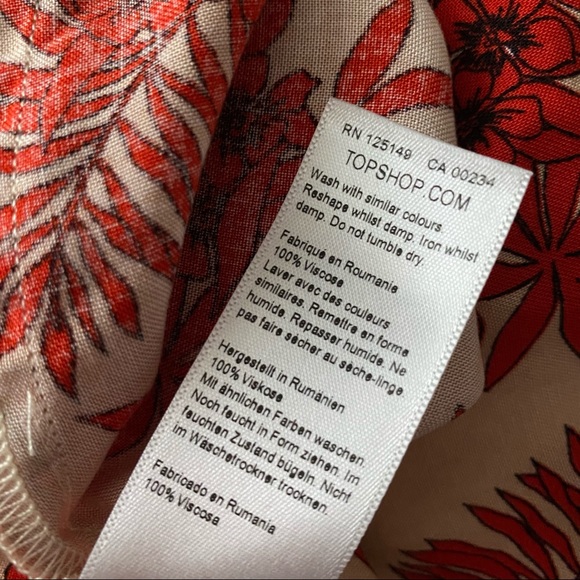 RN 125149 CA 00234
TOPSHOP.COM
Wash with similar colours.
Reshape whilst damp. Iron whilst
damp. Do not tumble dry.
Fabriqué en Roumanie
100% Viscose
Laver avec des couleurs
similaires. Remettre en forme
humide. Repasser humide. Ne
pas faire sécher au sèche-linge
Hergestellt in Rumänien
100% Viskose
Mit ähnlichen Farben waschen.
Noch feucht in Form ziehen. Im
feuchten Zustand bügeln. Nicht
im Wäschetrockner trocknen.
Fabricado en Rumania
100% Viscosa